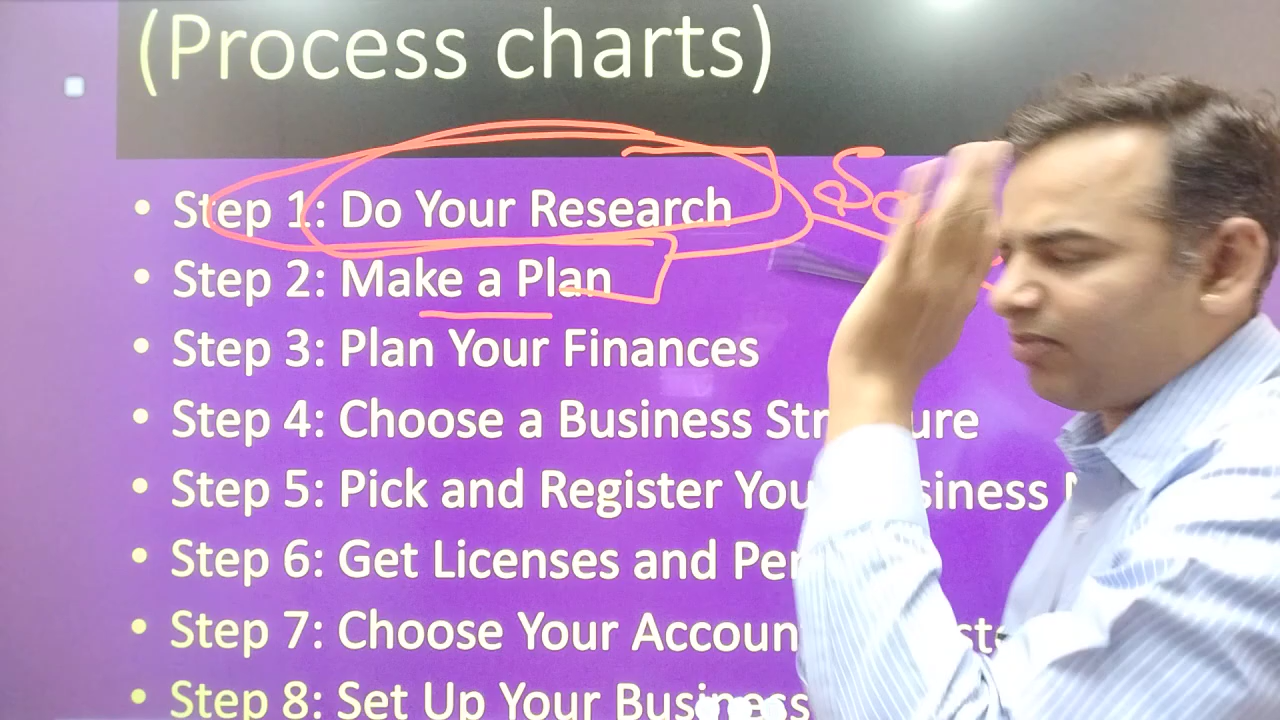 (Process charts)
• Step 1: Do Your Research
• Step 2: Make a Plan
• Step 3: Plan Your Finances
• Step 4: Choose a Business
• Step 5: Pick and Register
• Step 6: Get Licenses and
• Step 7: Choose Your
• Step 8: Set Up Your Business